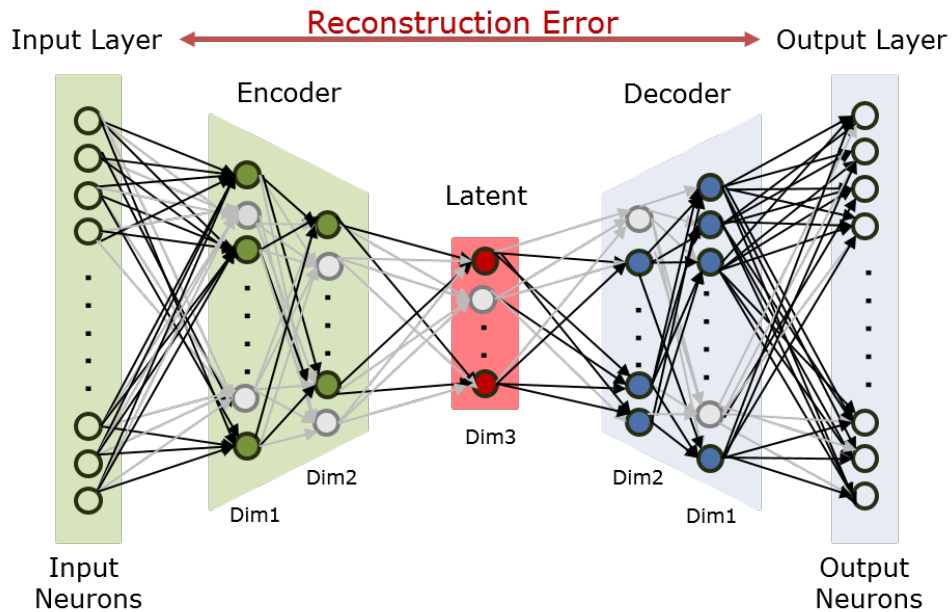 Reconstruction Error
Input Layer
Output Layer
Encoder
Decoder
Latent
Dim3
Dim2
Dim2
Dim1
Dim1
Input
Neurons
Output
Neurons